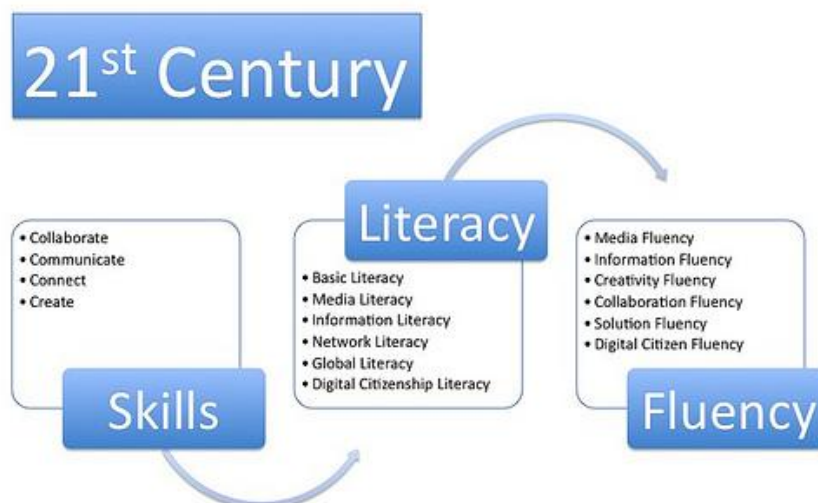 21st Century
• Collaborate
• Communicate
• Connect
• Create
Skills
Literacy
• Basic Literacy
• Media Literacy
• Information Literacy
• Network Literacy
• Global Literacy
• Digital Citizenship Literacy
• Media Fluency
• Information Fluency
• Creativity Fluency
• Collaboration Fluency
• Solution Fluency
• Digital Citizen Fluency
Fluency